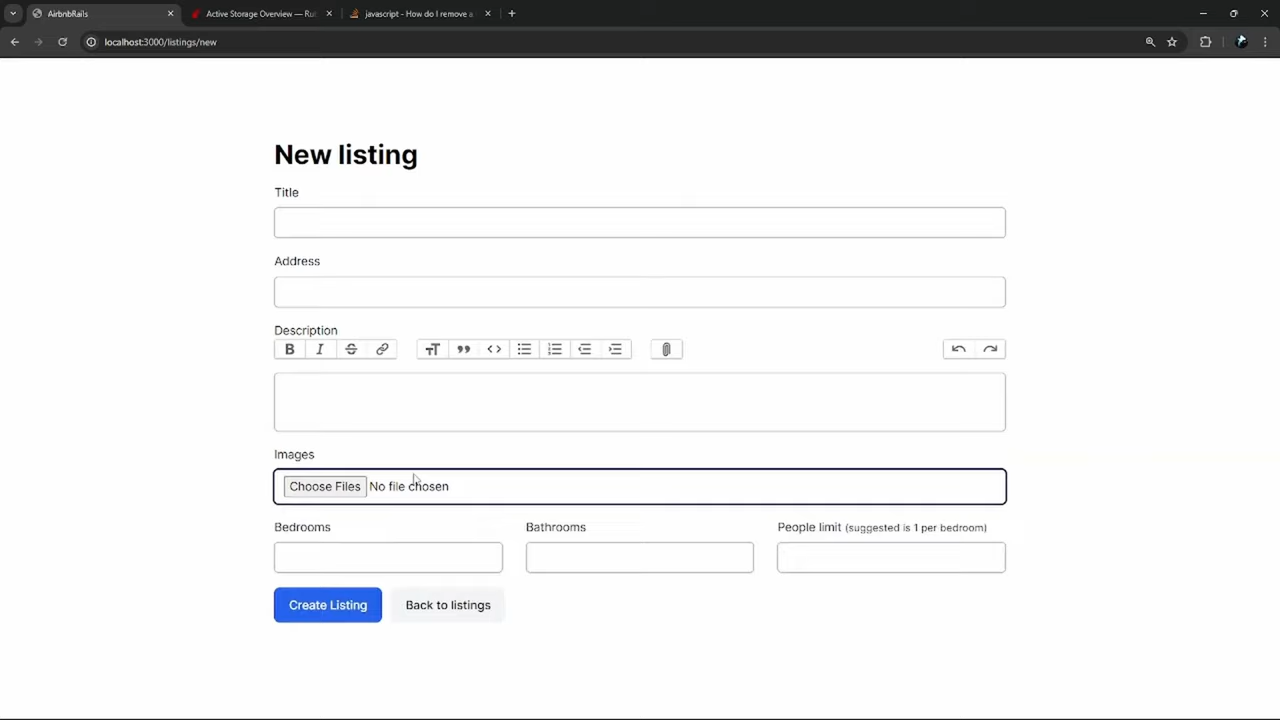 AirbnbRails
Active Storage Overview — Ru
javascript - How do I remove a
localhost:3000/listings/new
New listing
Title
Address
Description
Images
Choose Files No file chosen
Bedrooms Bathrooms People limit (suggested is 1 per bedroom)
Create Listing Back to listings